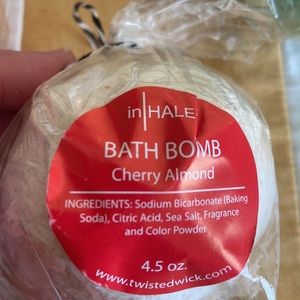 in|HALE
BATH BOMB
Cherry Almond
INGREDIENTS: Sodium Bicarbonate (Baking
Soda), Citric Acid, Sea Salt, Fragrance
and Color Powder
4.5 oz.
www.twistedwick.com